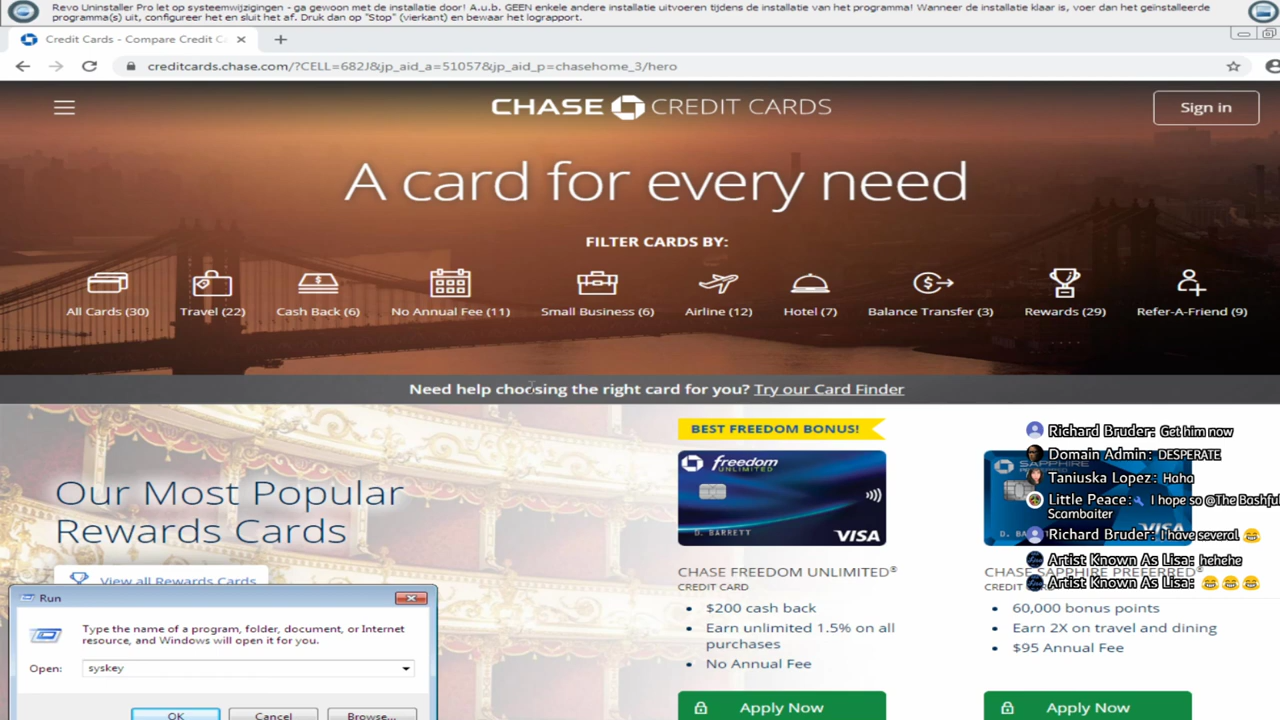 Revo Uninstaller Pro let op systeemwijzigingen - ga gewoon met de installatie door! A.u.b. GEEN enkele andere installatie uitvoeren tijdens de installatie van het programma! Wanneer de installatie klaar is, voer dan het geïnstalleerde
programma(s) uit, configureer het en sluit het af. Druk dan op "Stop" (vierkant) en bewaar het lograpport.
Credit Cards - Compare Credit C
creditcards.chase.com/?CELL=682J&jp_aid_a=51057&jp_aid_p=chasehome_3/hero
CHASE CREDIT CARDS
Sign in
A card for every need
FILTER CARDS BY:
All Cards (30) Travel (22) Cash Back (6) No Annual Fee (11) Small Business (6) Airline (12) Hotel (7) Balance Transfer (3) Rewards (29) Refer-A-Friend (9)
Need help choosing the right card for you? Try our Card Finder
Our Most Popular
Rewards Cards
View all Rewards Cards
BEST FREEDOM BONUS!
freedom
UNLIMITED
D. BARRETT
VISA
CHASE FREEDOM UNLIMITED®
CREDIT CARD
• $200 cash back
• Earn unlimited 1.5% on all
purchases
• No Annual Fee
Apply Now
SAPPHIRE
VISA
CHASE SAPPHIRE PREFERRED®
• 60,000 bonus points
• Earn 2X on travel and dining
• $95 Annual Fee
Apply Now
Richard Bruder: Get him now
Domain Admin: DESPERATE
Taniuska Lopez: Haha
Little Peace: I hope so @The Bashful
Scambaiter
Richard Bruder: I have several 😂
Artist Known As Lisa: hehehe
Artist Known As Lisa: 😂😂😂
Run
Type the name of a program, folder, document, or Internet
resource, and Windows will open it for you.
Open: syskey
OK Cancel Browse...